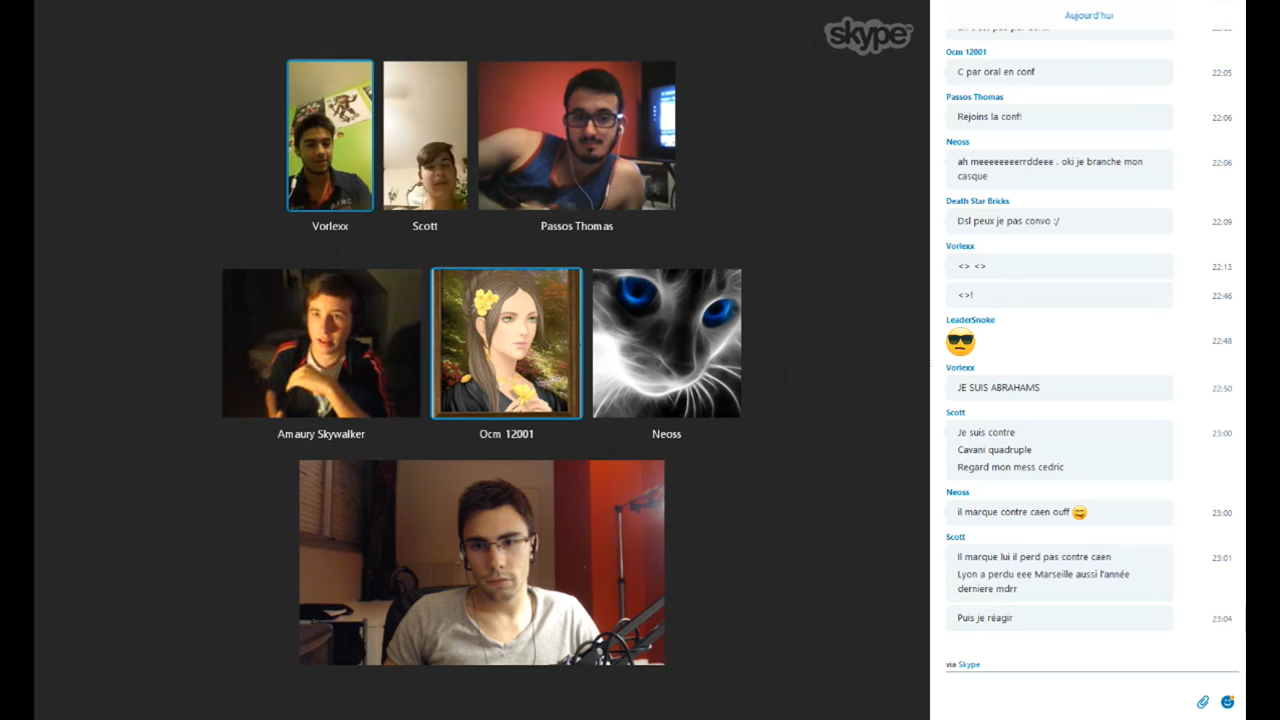 skype™
Vorlexx
Scott
Passos Thomas
Amaury Skywalker
Ocm 12001
Neoss
Aujourd'hui
Ocm 12001
C par oral en conf 22:05
Passos Thomas
Rejoins la conf! 22:06
Neoss
ah meeeeeeerrddeee . oki je branche mon 22:06
casque
Death Star Bricks
Dsl peux je pas convo :/ 22:09
Vorlexx
<> <> 22:13
<>! 22:46
LeaderSnoke
22:48
Vorlexx
JE SUIS ABRAHAMS 22:50
Scott
Je suis contre 23:00
Cavani quadruple
Regard mon mess cedric
Neoss
il marque contre caen ouff 23:00
Scott
Il marque lui il perd pas contre caen 23:01
Lyon a perdu eee Marseille aussi l'année
derniere mdrr
Puis je réagir 23:04
via Skype